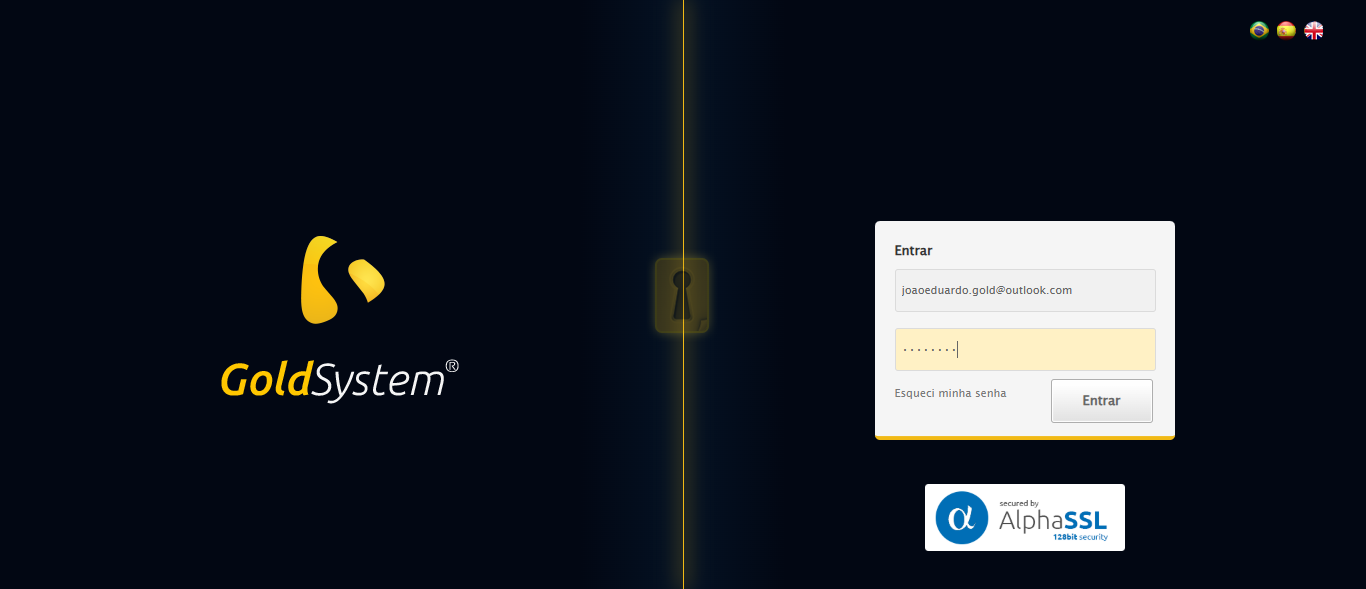 GoldSystem®
Entrar
joaoeduardo.gold@outlook.com
········
Esqueci minha senha
Entrar
α
secured by
AlphaSSL
128bit security